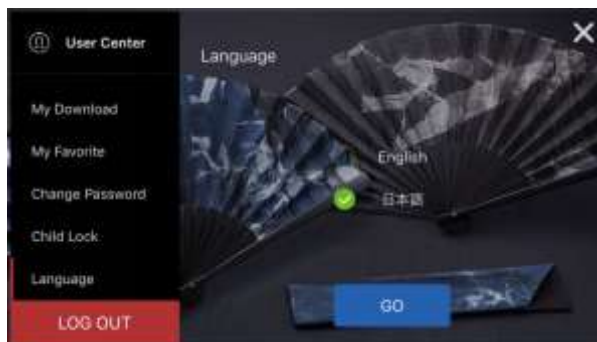 User Center
My Download
My Favorite
Change Password
Child Lock
Language
LOG OUT
Language
English
日本語
GO